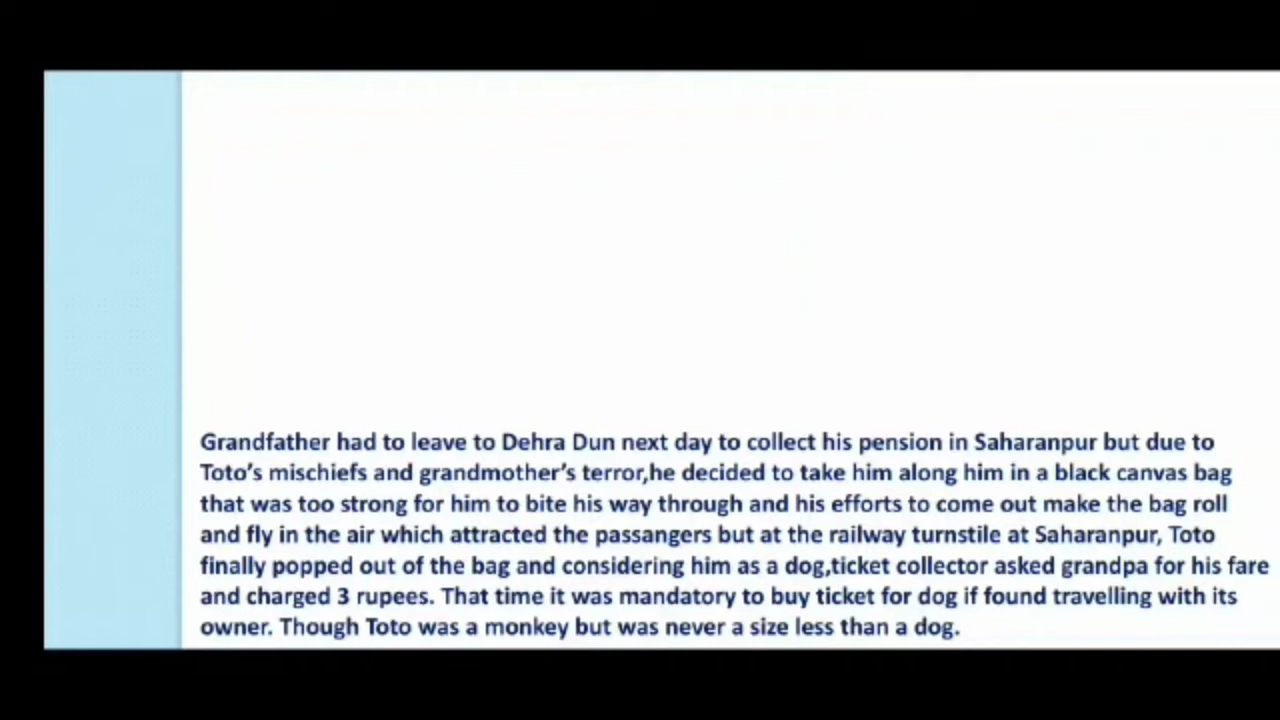 Grandfather had to leave to Dehra Dun next day to collect his pension in Saharanpur but due to
Toto's mischiefs and grandmother's terror,he decided to take him along him in a black canvas bag
that was too strong for him to bite his way through and his efforts to come out make the bag roll
and fly in the air which attracted the passangers but at the railway turnstile at Saharanpur, Toto
finally popped out of the bag and considering him as a dog,ticket collector asked grandpa for his fare
and charged 3 rupees. That time it was mandatory to buy ticket for dog if found travelling with its
owner. Though Toto was a monkey but was never a size less than a dog.